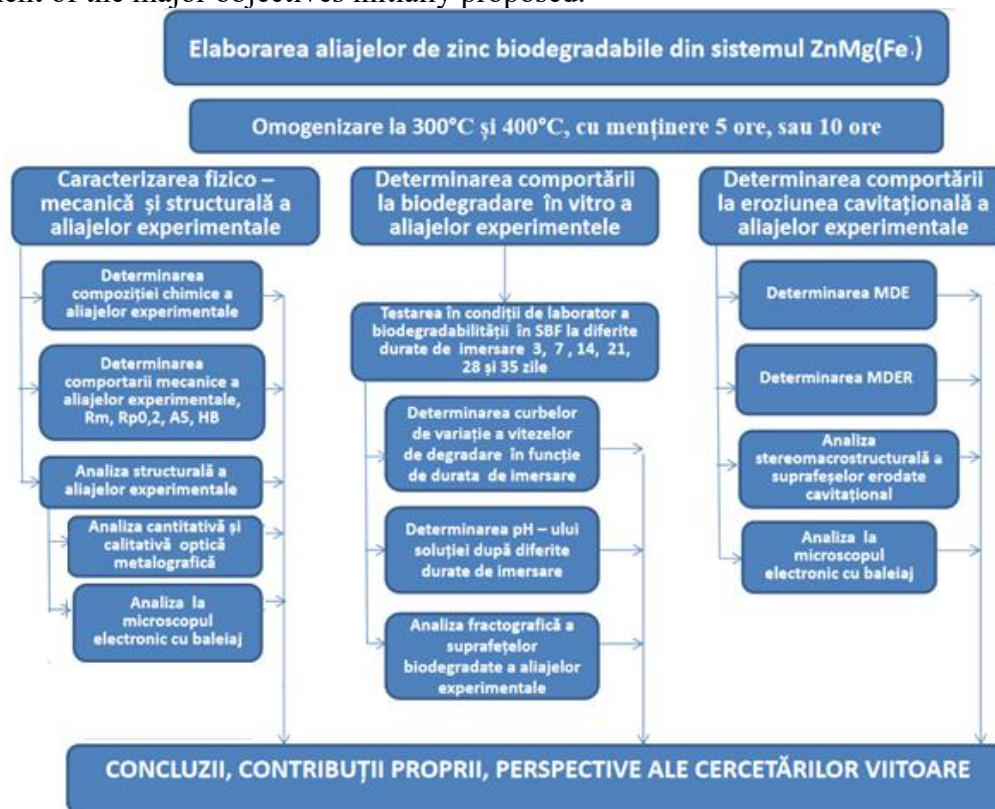 ent of the major objectives initially proposed.
Elaborarea aliajelor de zinc biodegradabile din sistemul ZnMg(Fe.)
Omogenizare la 300°C și 400°C, cu menținere 5 ore, sau 10 ore
Caracterizarea fizico –
mecanică și structurală a
aliajelor experimentale
Determinarea
compoziției chimice a
aliajelor experimentale
Determinarea
comportarii mecanice a
aliajelor experimentale,
Rm, Rp0,2, A5, HB
Analiza structurală a
aliajelor experimentale
Analiza cantitativă și
calitativă optică
metalografică
Analiza la
microscopul
electronic cu baleiaj
Determinarea comportării
la biodegradare în vitro a
aliajelor experimentele
Testarea în condiții de laborator a
biodegradabilității în SBF la diferite
durate de imersare 3, 7 , 14, 21,
28 și 35 zile
Determinarea curbelor
de variație a vitezelor
de degradare în funcție
de durata de imersare
Determinarea pH – ului
soluției după diferite
durate de imersare
Analiza fractografică a
suprafețelor
biodegradate a aliajelor
experimentale
Determinarea comportării
la eroziunea cavitațională a
aliajelor experimentale
Determinarea MDE
Determinarea MDER
Analiza
stereomacrostructurală a
suprafeșelor erodate
cavitațional
Analiza la
microscopul
electronic cu baleiaj
CONCLUZII, CONTRIBUȚII PROPRII, PERSPECTIVE ALE CERCETĂRILOR VIITOARE